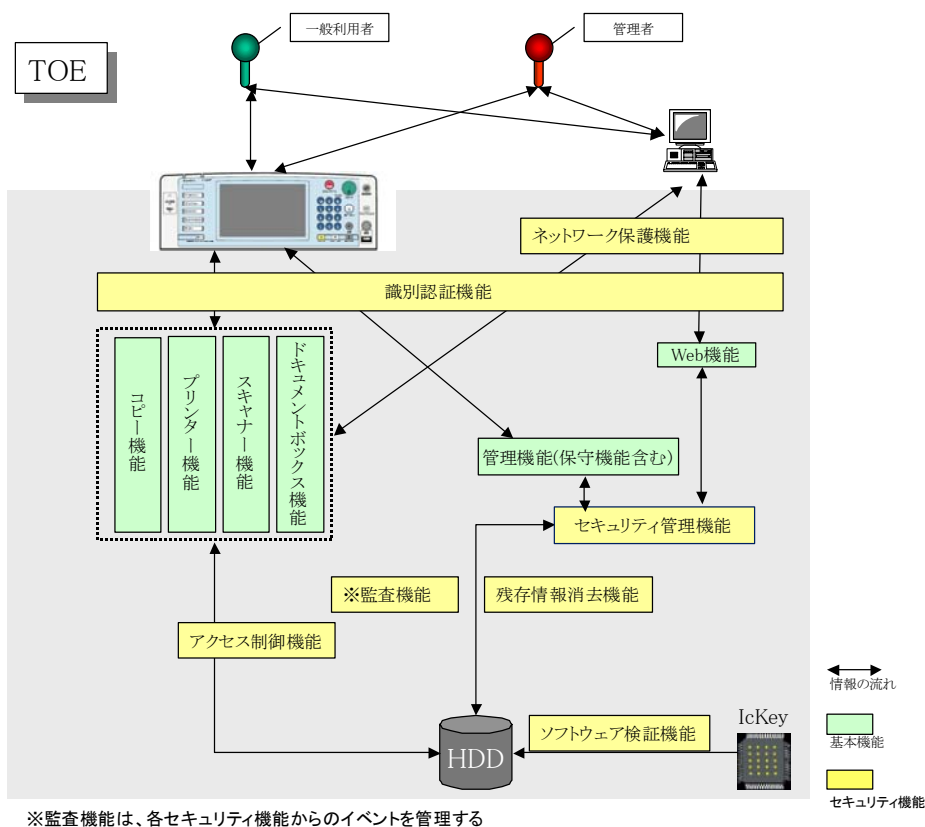 一般利用者
管理者
TOE
ネットワーク保護機能
識別認証機能
Web機能
コピー機能
プリンター機能
スキャナー機能
ドキュメントボックス機能
管理機能(保守機能含む)
セキュリティ管理機能
※監査機能
残存情報消去機能
アクセス制御機能
情報の流れ
IcKey
ソフトウェア検証機能
HDD
基本機能
セキュリティ機能
※監査機能は、各セキュリティ機能からのイベントを管理する